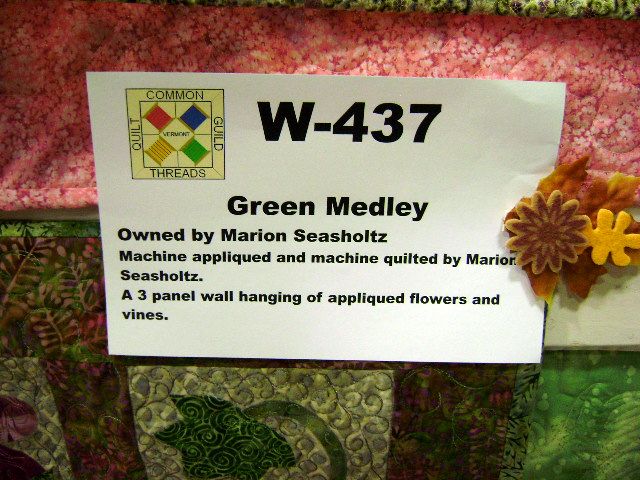 COMMON
QUILT
GUILD
VERMONT
THREADS
W-437
Green Medley
Owned by Marion Seasholtz
Machine appliqued and machine quilted by Marion
Seasholtz.
A 3 panel wall hanging of appliqued flowers and
vines.